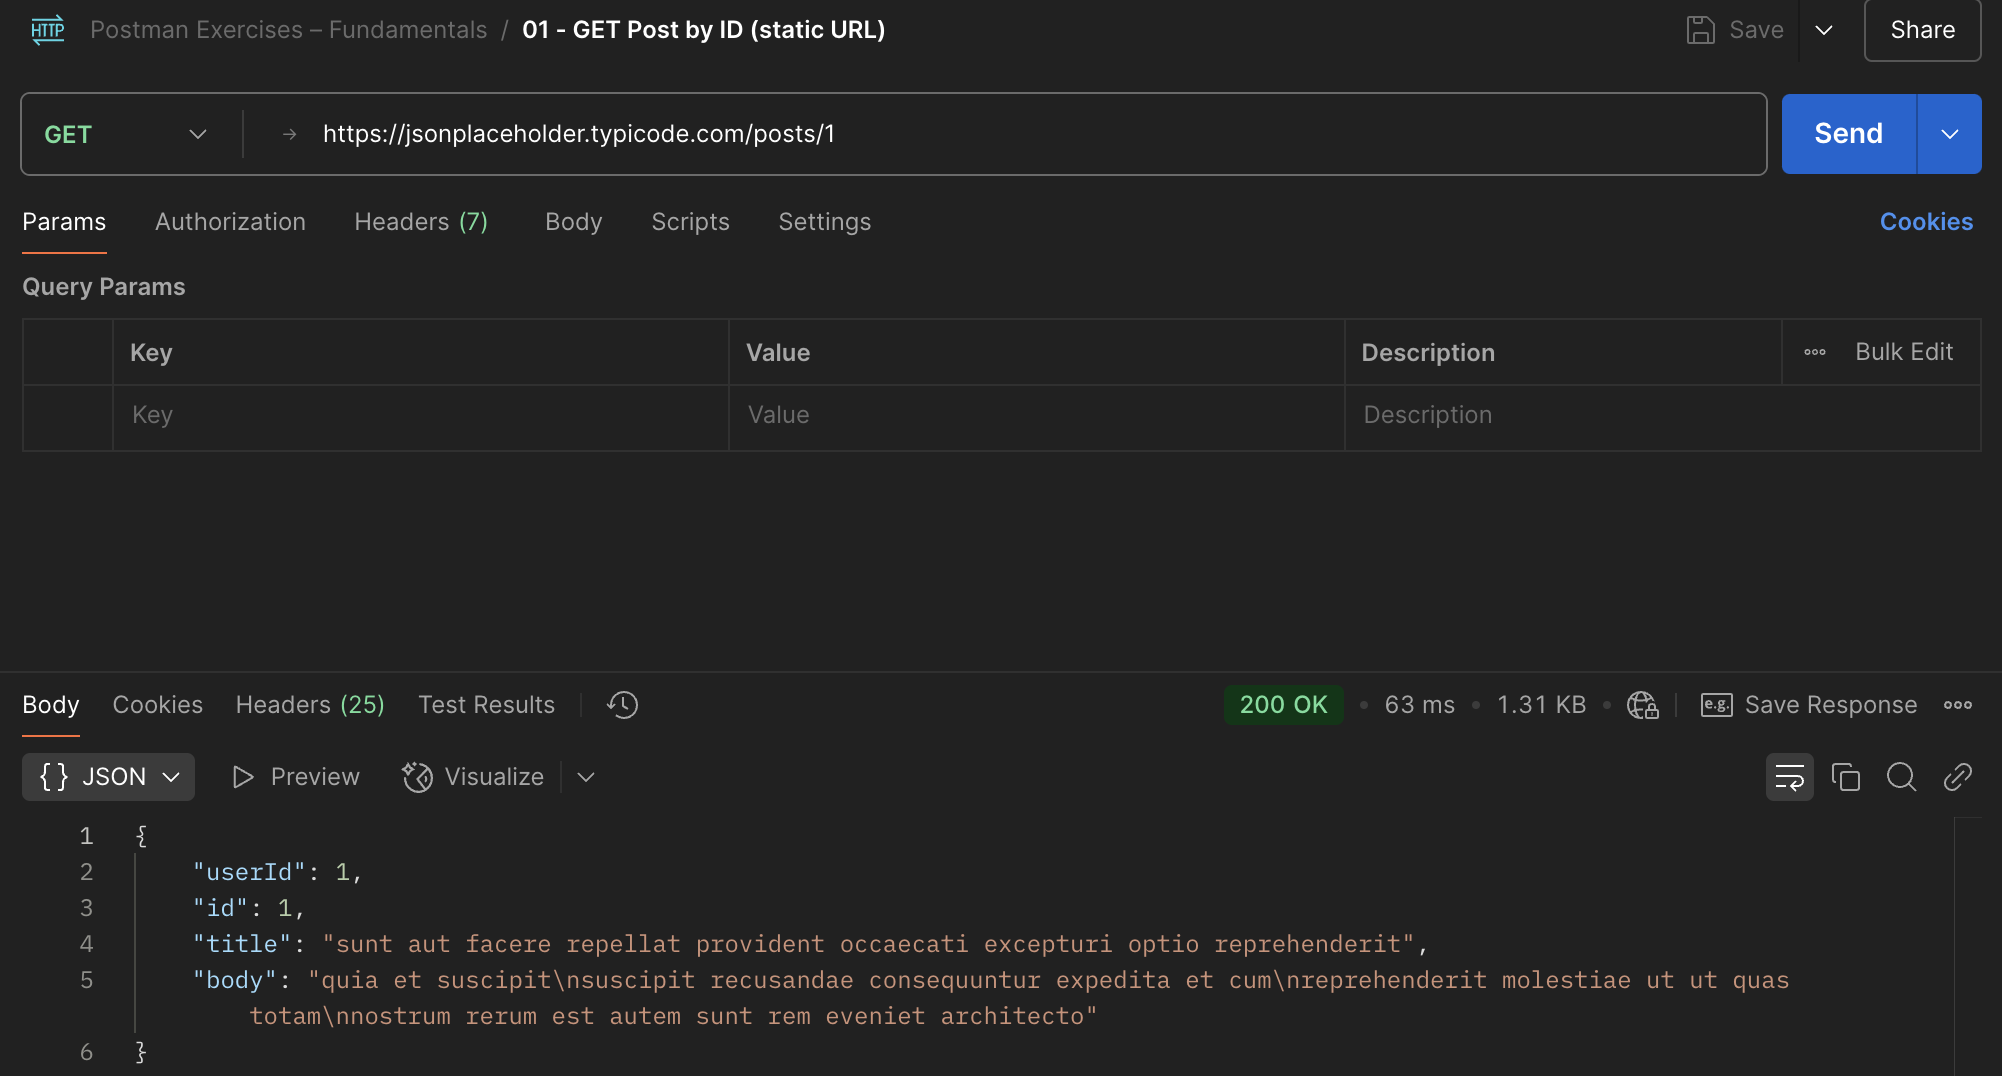 HTTP Postman Exercises – Fundamentals / 01 - GET Post by ID (static URL) Save Share
GET → https://jsonplaceholder.typicode.com/posts/1 Send
Params Authorization Headers (7) Body Scripts Settings Cookies
Query Params
Key Value Description Bulk Edit
Key Value Description
Body Cookies Headers (25) Test Results 200 OK • 63 ms • 1.31 KB • e.g. Save Response
{} JSON Preview Visualize
1 {
2 "userId": 1,
3 "id": 1,
4 "title": "sunt aut facere repellat provident occaecati excepturi optio reprehenderit",
5 "body": "quia et suscipit\nsuscipit recusandae consequuntur expedita et cum\nreprehenderit molestiae ut ut quas
totam\nnostrum rerum est autem sunt rem eveniet architecto"
6 }